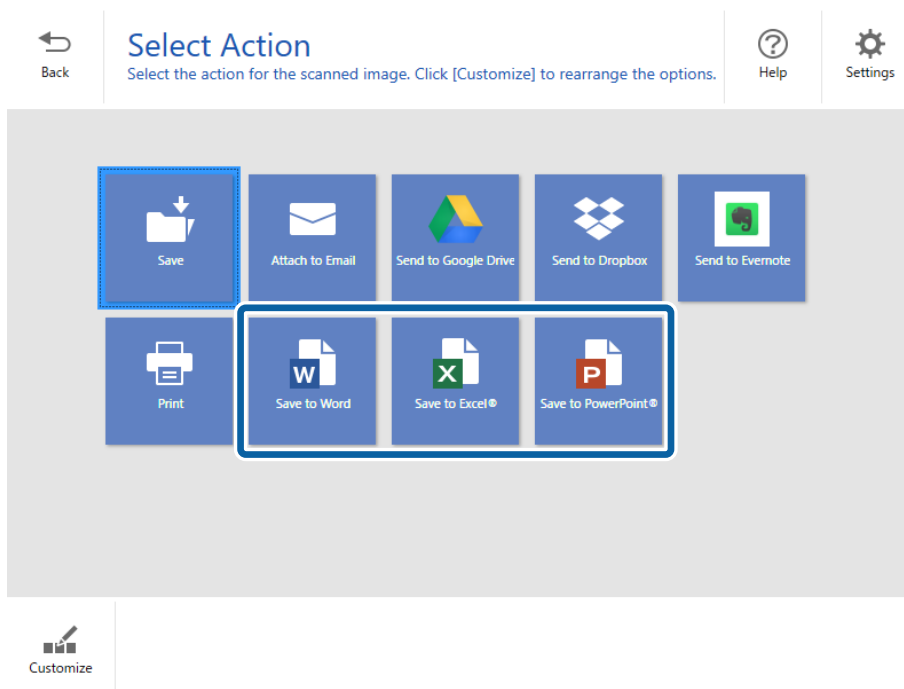 Back
Select Action
Select the action for the scanned image. Click [Customize] to rearrange the options.
Help
Settings
Save
Attach to Email
Send to Google Drive
Send to Dropbox
Send to Evernote
Print
W
Save to Word
X
Save to Excel®
P
Save to PowerPoint®
Customize